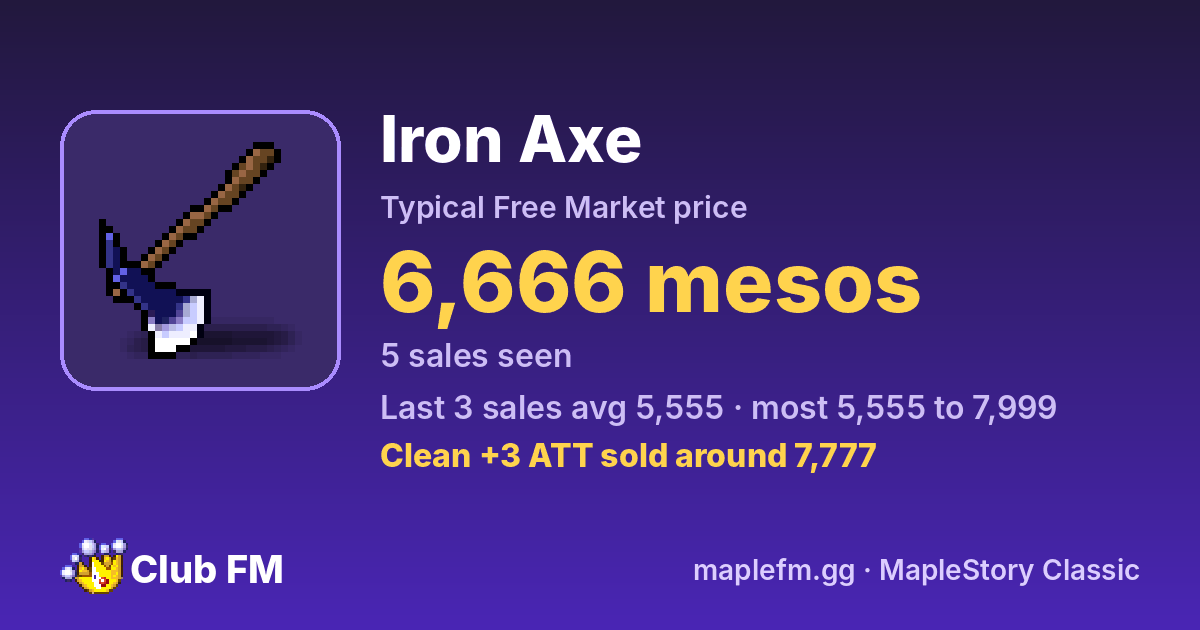 Iron Axe
Typical Free Market price
6,666 mesos
5 sales seen
Last 3 sales avg 5,555 · most 5,555 to 7,999
Clean +3 ATT sold around 7,777
Club FM
maplefm.gg · MapleStory Classic